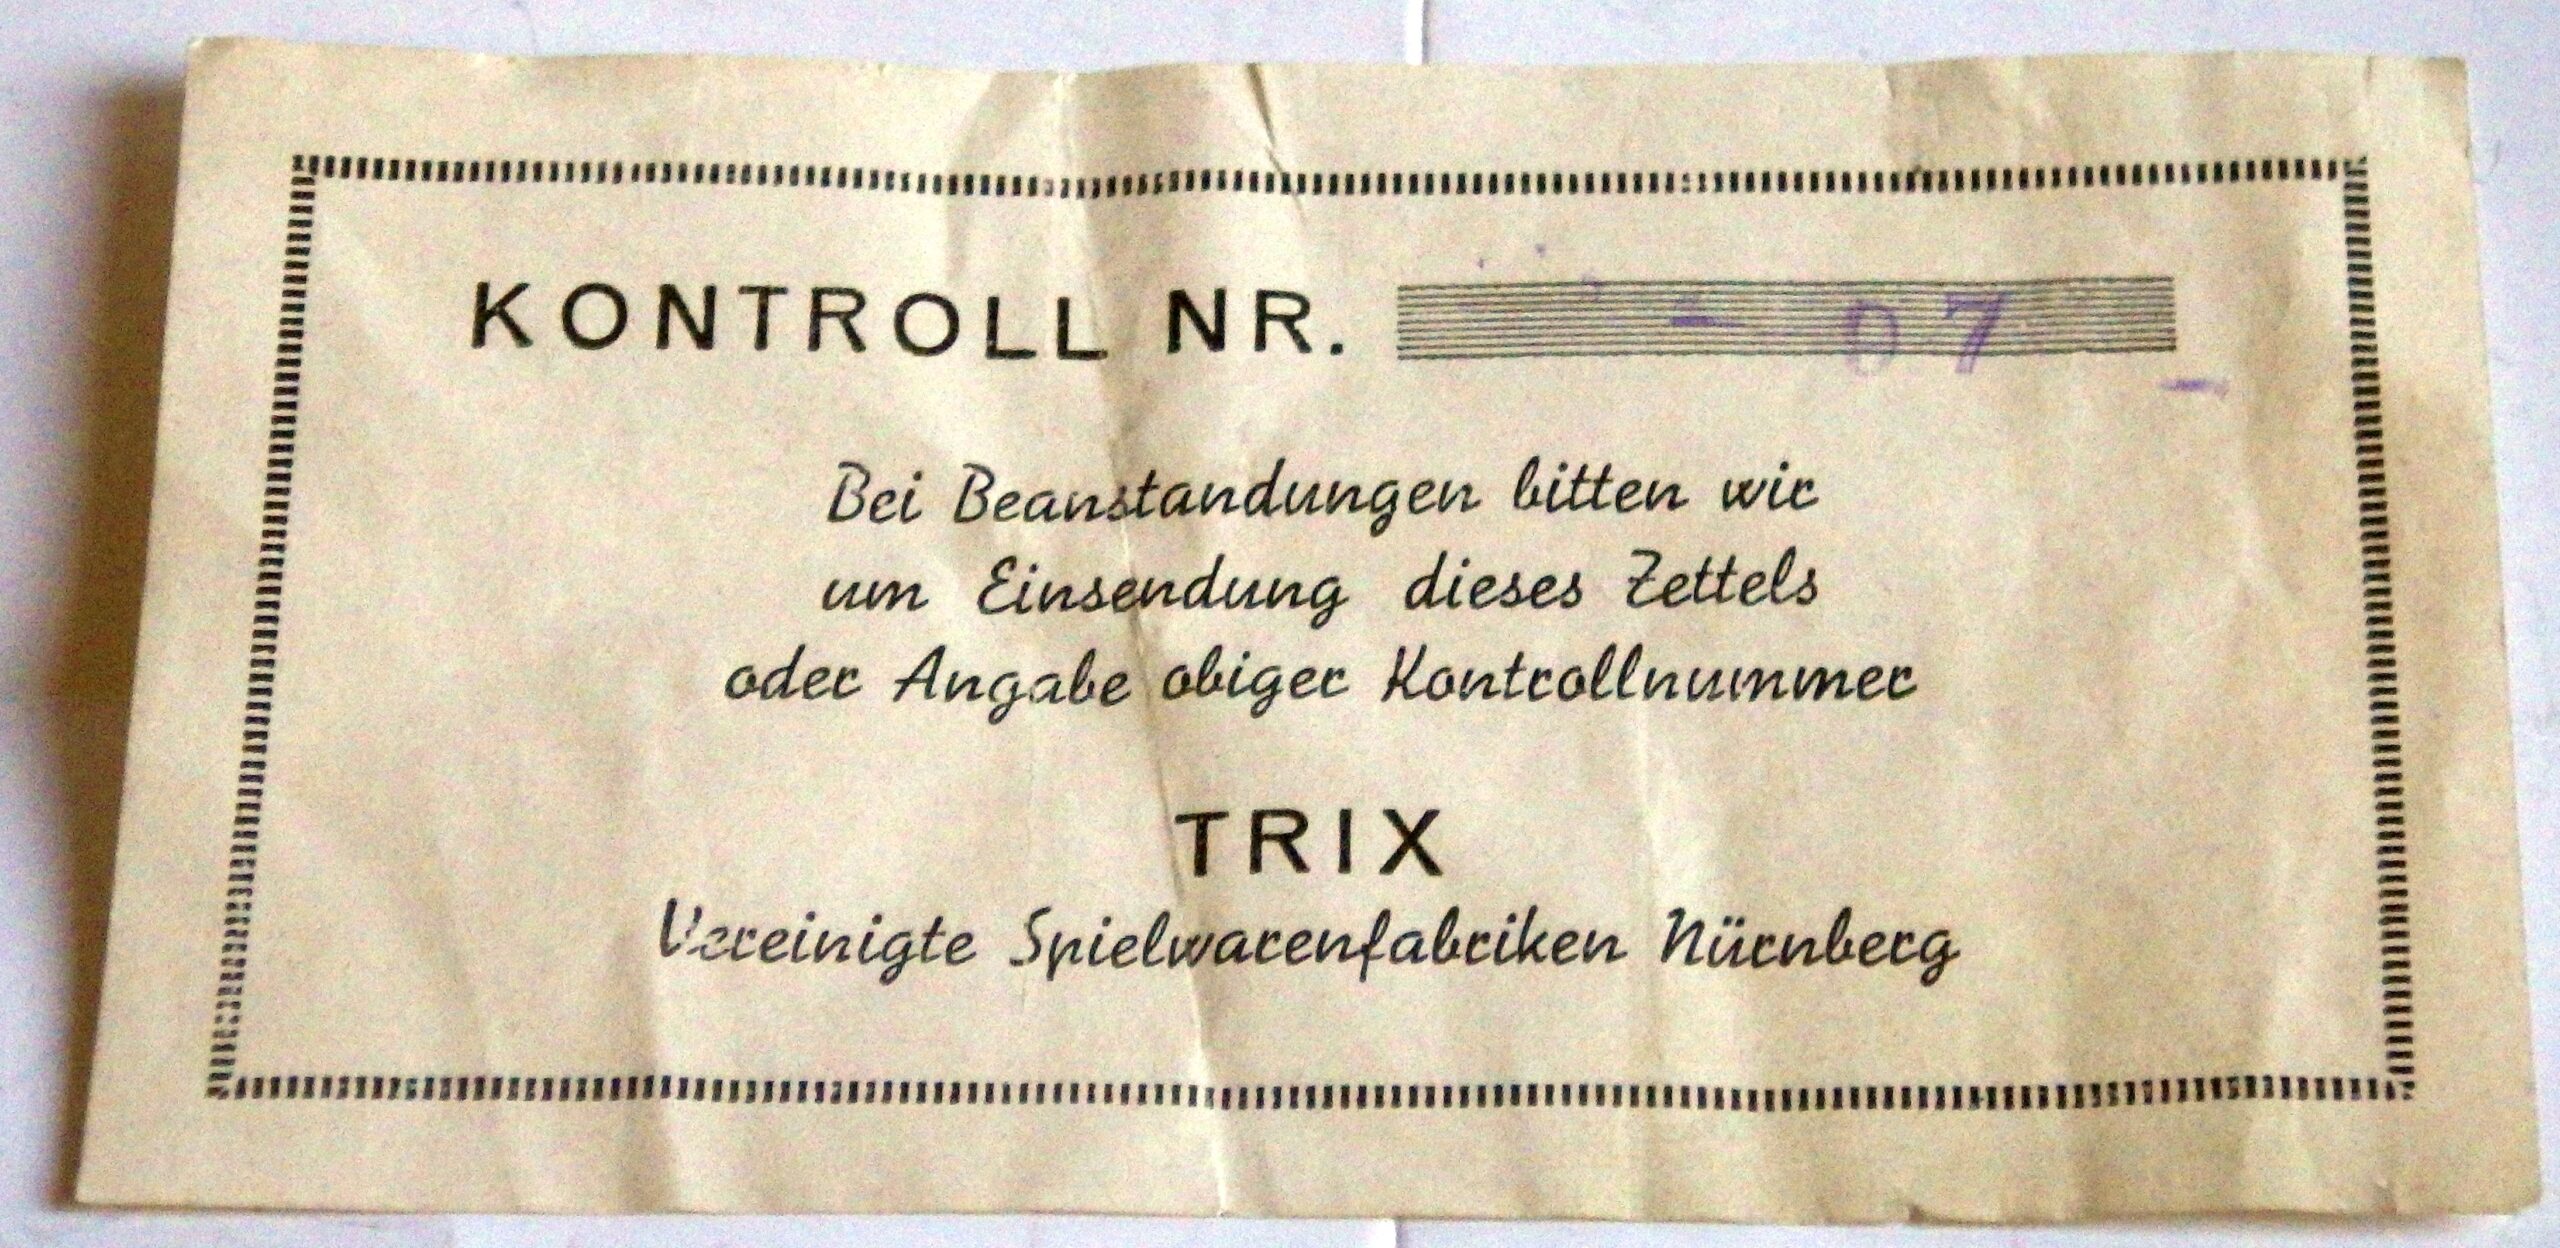 KONTROLL NR. - 07 -
Bei Beanstandungen bitten wir
um Einsendung dieses Zettels
oder Angabe obiger Kontrollnummer
TRIX
Vereinigte Spielwarenfabriken Nürnberg